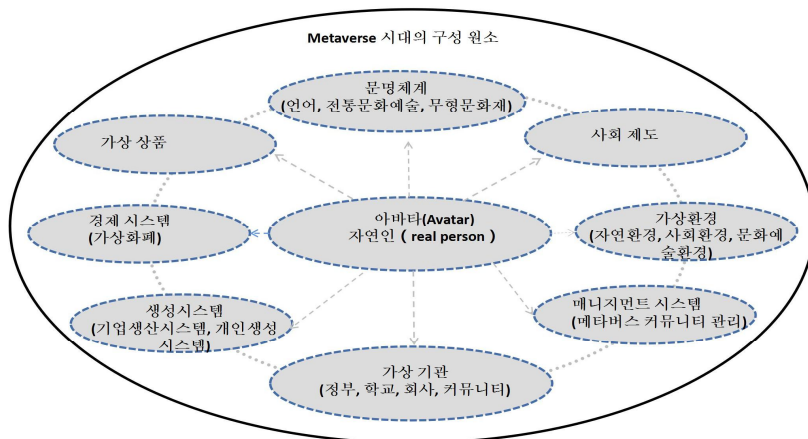 Metaverse 시대의 구성 원소
문명체계
(언어, 전통문화예술, 무형문화재)
가상 상품
사회 제도
경제 시스템
(가상화폐)
아바타(Avatar)
자연인 ( real person )
가상환경
(자연환경, 사회환경, 문화예
술환경)
생성시스템
(기업생산시스템, 개인생성
시스템)
매니지먼트 시스템
(메타버스 커뮤니티 관리)
가상 기관
(정부, 학교, 회사, 커뮤니티)